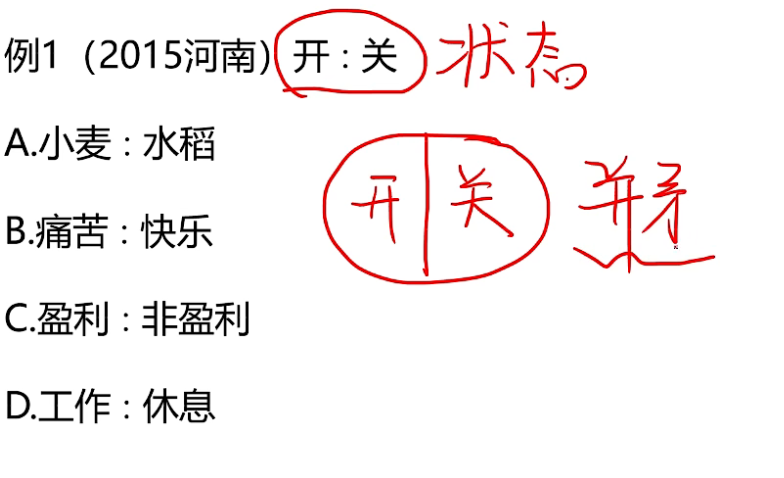 例1（2015河南）开：关 状态
A.小麦：水稻
开 关 并矛
B.痛苦：快乐
C.盈利：非盈利
D.工作：休息